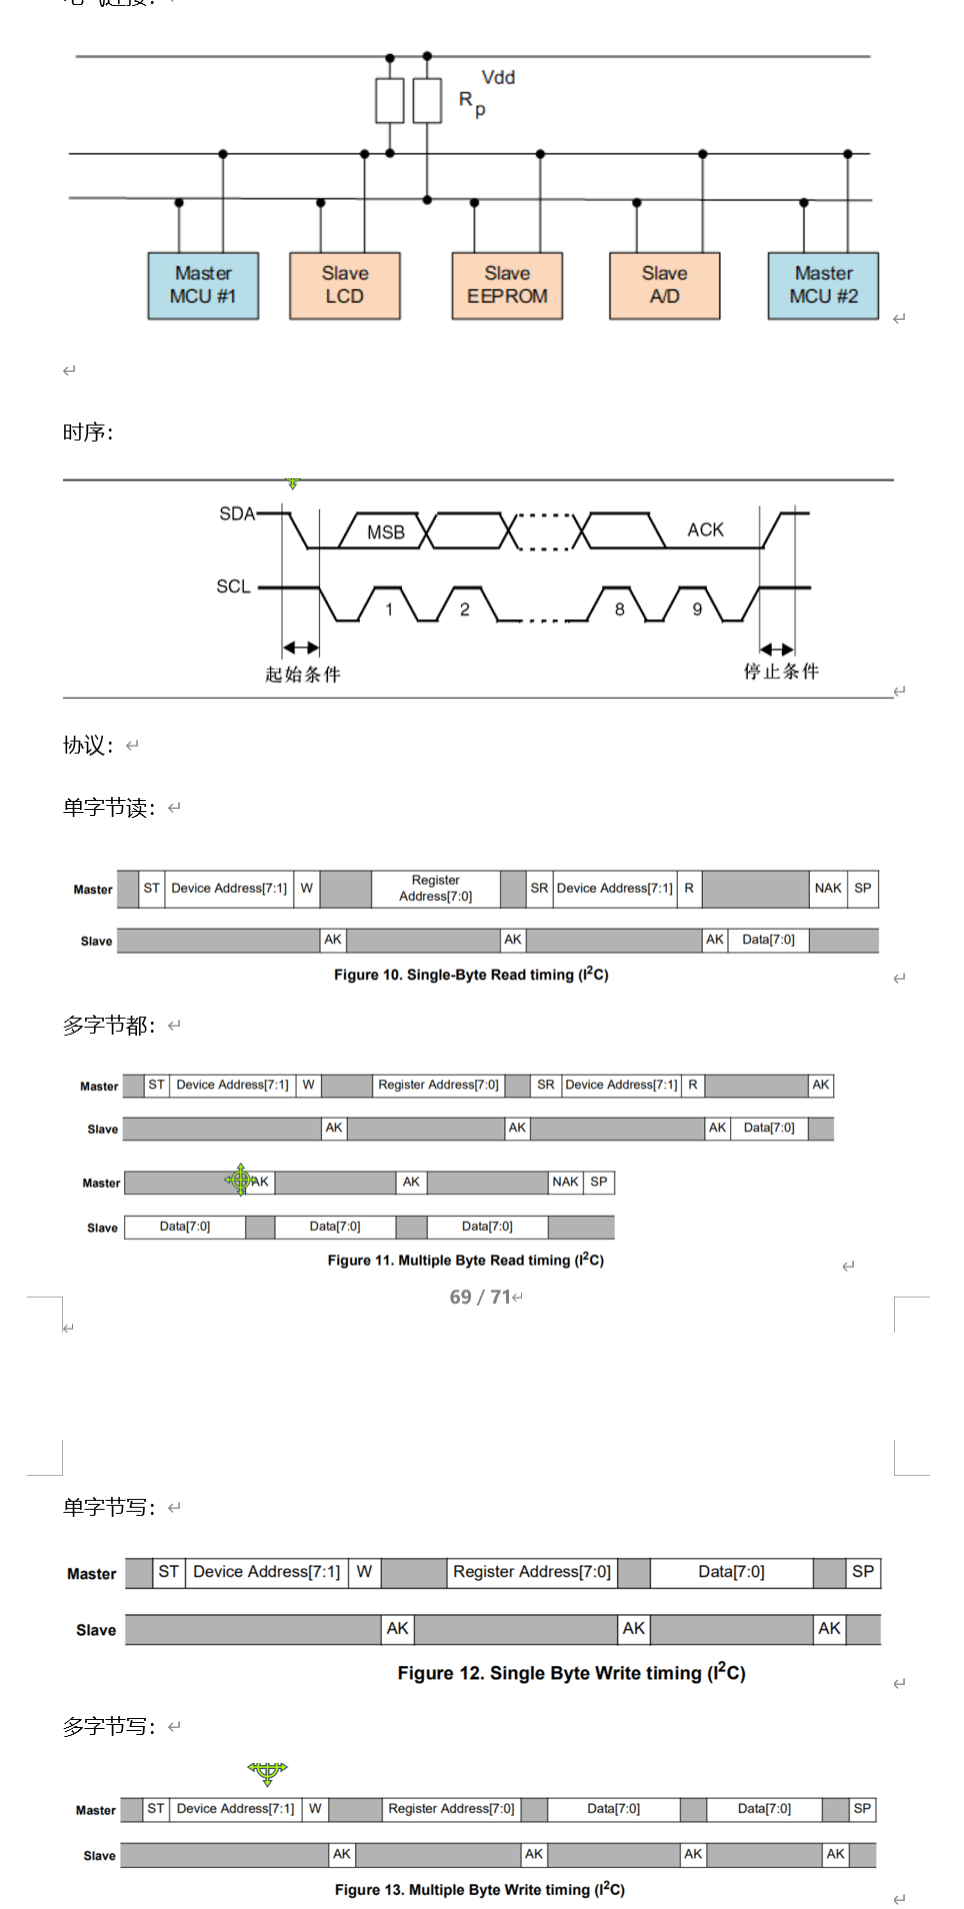 电气连接：
Vdd
Rp
Master MCU #1
Slave LCD
Slave EEPROM
Slave A/D
Master MCU #2
时序：
SDA MSB ACK
SCL 1 2 8 9
起始条件 停止条件
协议：
单字节读：
Master ST Device Address[7:1] W Register Address[7:0] SR Device Address[7:1] R NAK SP
Slave AK AK AK Data[7:0]
Figure 10. Single-Byte Read timing (I²C)
多字节都：
Master ST Device Address[7:1] W Register Address[7:0] SR Device Address[7:1] R AK
Slave AK AK AK Data[7:0]
Master AK AK NAK SP
Slave Data[7:0] Data[7:0] Data[7:0]
Figure 11. Multiple Byte Read timing (I²C)
69 / 71
单字节写：
Master ST Device Address[7:1] W Register Address[7:0] Data[7:0] SP
Slave AK AK AK
Figure 12. Single Byte Write timing (I²C)
多字节写：
Master ST Device Address[7:1] W Register Address[7:0] Data[7:0] Data[7:0] SP
Slave AK AK AK AK
Figure 13. Multiple Byte Write timing (I²C)